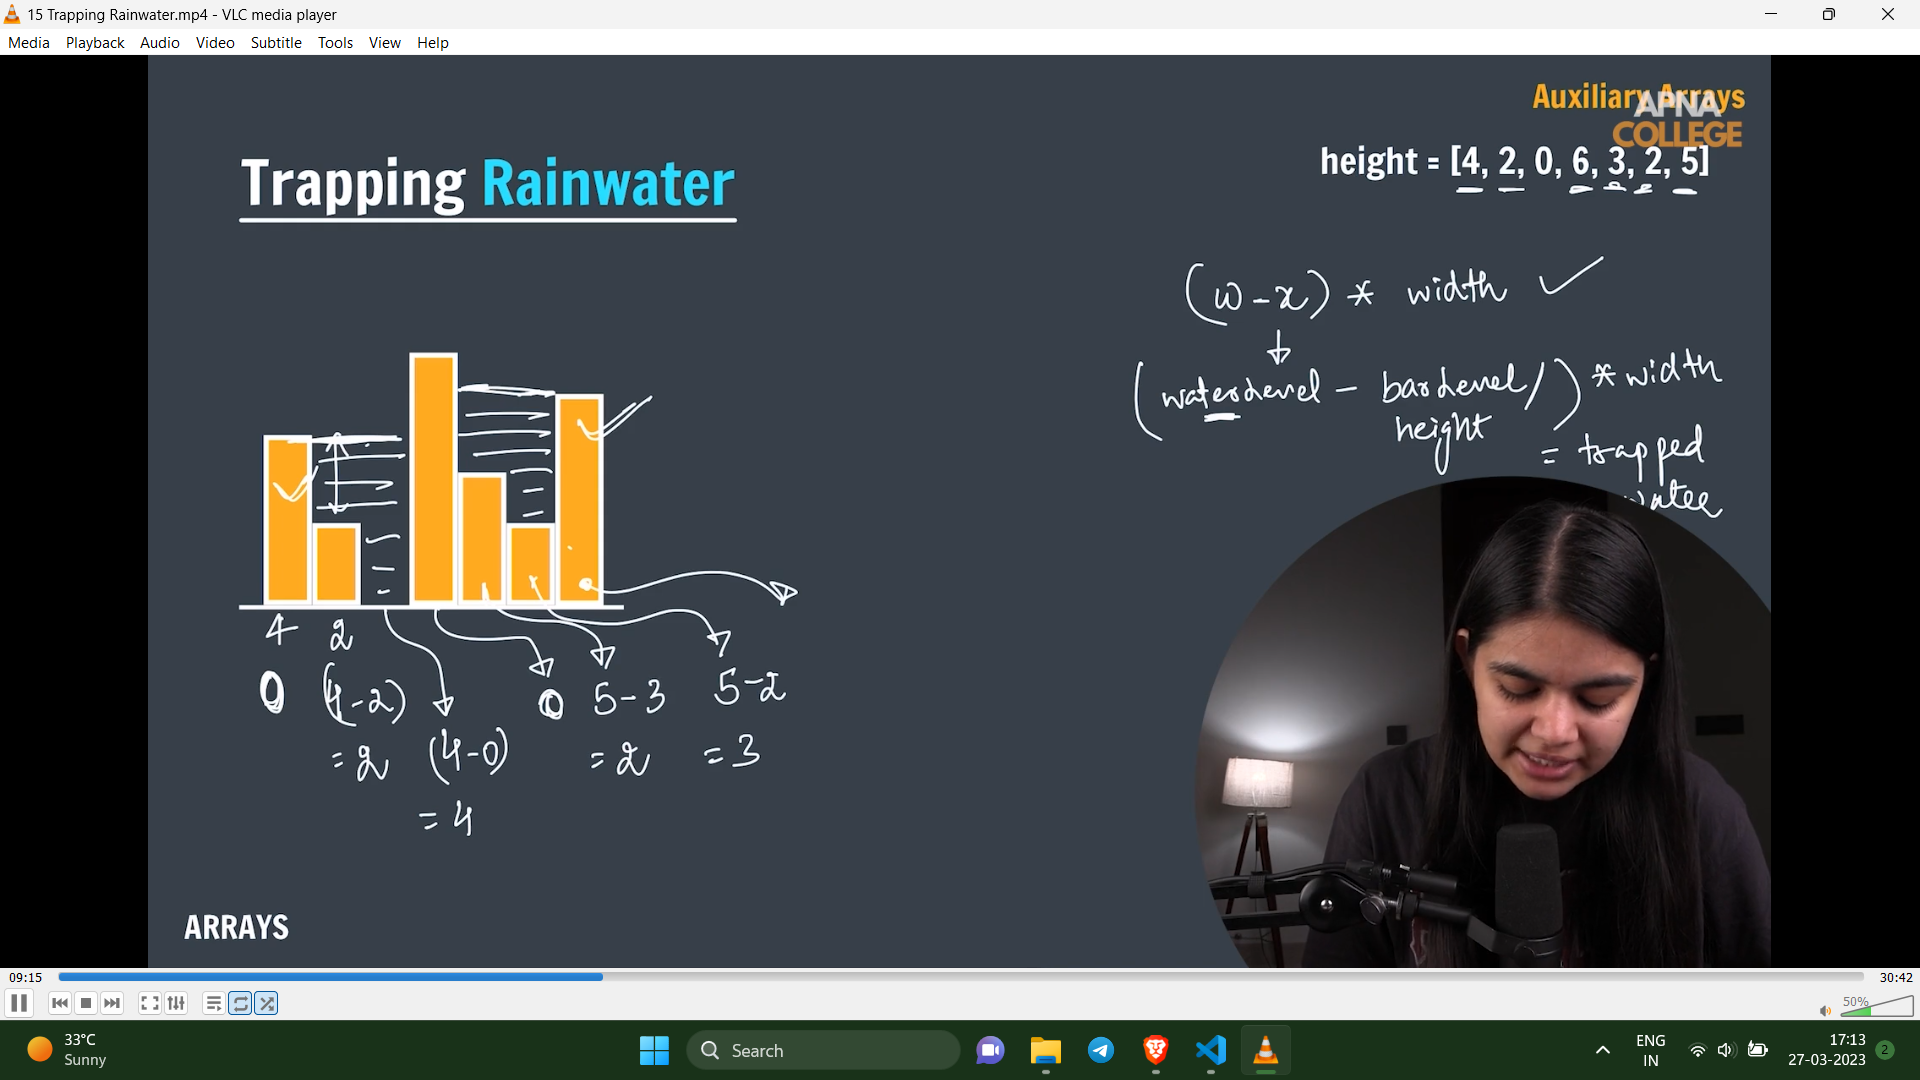 15 Trapping Rainwater.mp4 - VLC media player
Media Playback Audio Video Subtitle Tools View Help
Auxiliary Arrays
APNA
COLLEGE
Trapping Rainwater
height = [4, 2, 0, 6, 3, 2, 5]
(w-x) * width
(waterlevel - barlevel/height) * width
= trapped
water
4 2
0 (4-2) 0 5-3 5-2
= 2 (4-0) = 2 = 3
= 4
ARRAYS
09:15 30:42
50%
33°C
Sunny
Search
ENG
IN
17:13
27-03-2023
2